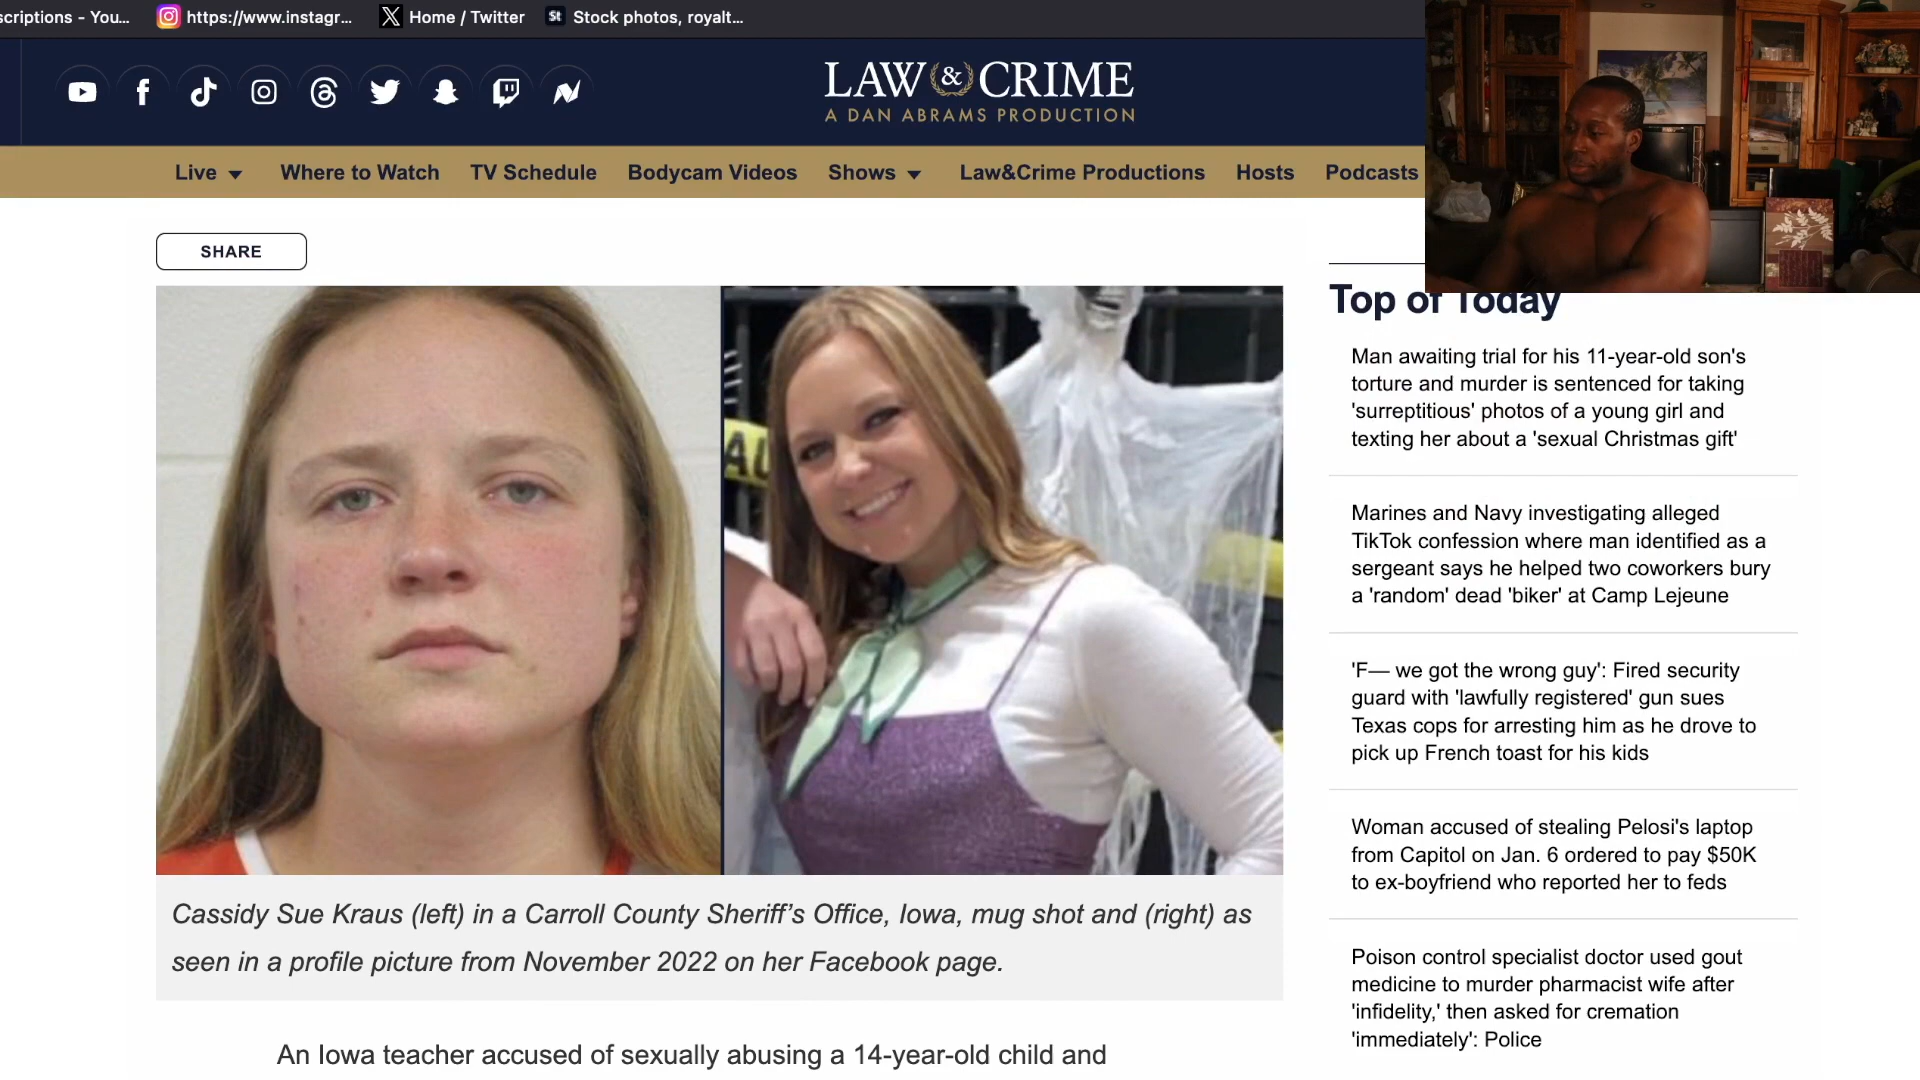 scriptions - You...
https://www.instagr...
Home / Twitter
St
Stock photos, royalt...
LAW & CRIME
A DAN ABRAMS PRODUCTION
Live
Where to Watch
TV Schedule
Bodycam Videos
Shows
Law&Crime Productions
Hosts
Podcasts
SHARE
AU
Cassidy Sue Kraus (left) in a Carroll County Sheriff's Office, Iowa, mug shot and (right) as
seen in a profile picture from November 2022 on her Facebook page.
An Iowa teacher accused of sexually abusing a 14-year-old child and
Top of Today
Man awaiting trial for his 11-year-old son's
torture and murder is sentenced for taking
'surreptitious' photos of a young girl and
texting her about a 'sexual Christmas gift'
Marines and Navy investigating alleged
TikTok confession where man identified as a
sergeant says he helped two coworkers bury
a 'random' dead 'biker' at Camp Lejeune
'F— we got the wrong guy': Fired security
guard with 'lawfully registered' gun sues
Texas cops for arresting him as he drove to
pick up French toast for his kids
Woman accused of stealing Pelosi's laptop
from Capitol on Jan. 6 ordered to pay $50K
to ex-boyfriend who reported her to feds
Poison control specialist doctor used gout
medicine to murder pharmacist wife after
'infidelity,' then asked for cremation
'immediately': Police